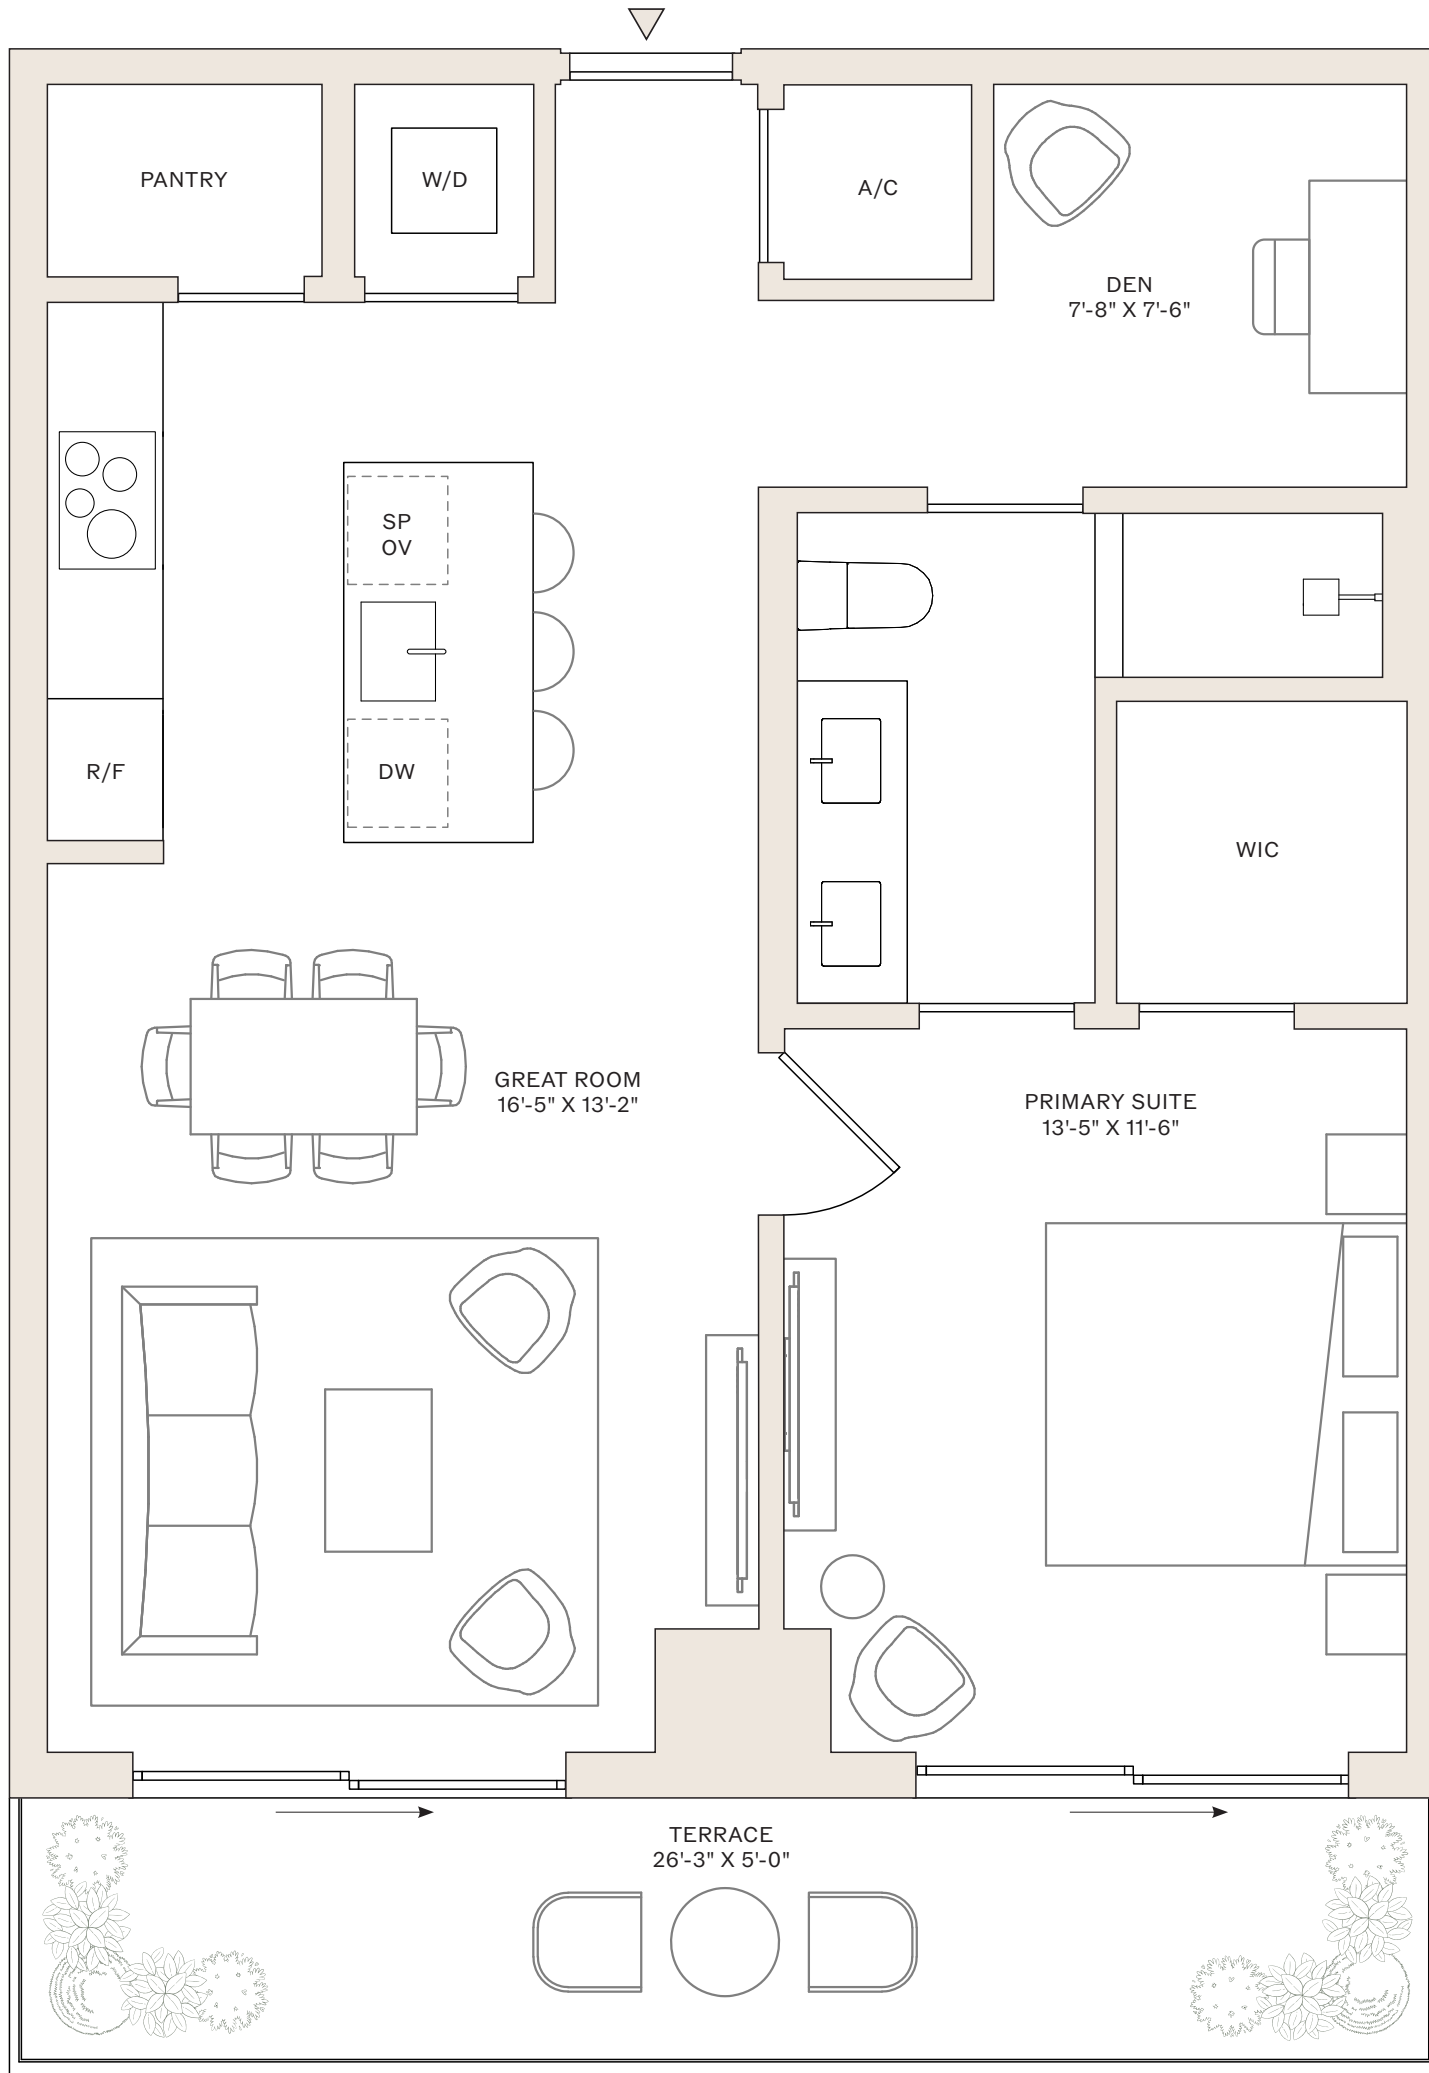 PANTRY
W/D
A/C
DEN
7'-8" X 7'-6"
SP
OV
R/F
DW
WIC
GREAT ROOM
16'-5" X 13'-2"
PRIMARY SUITE
13'-5" X 11'-6"
TERRACE
26'-3" X 5'-0"